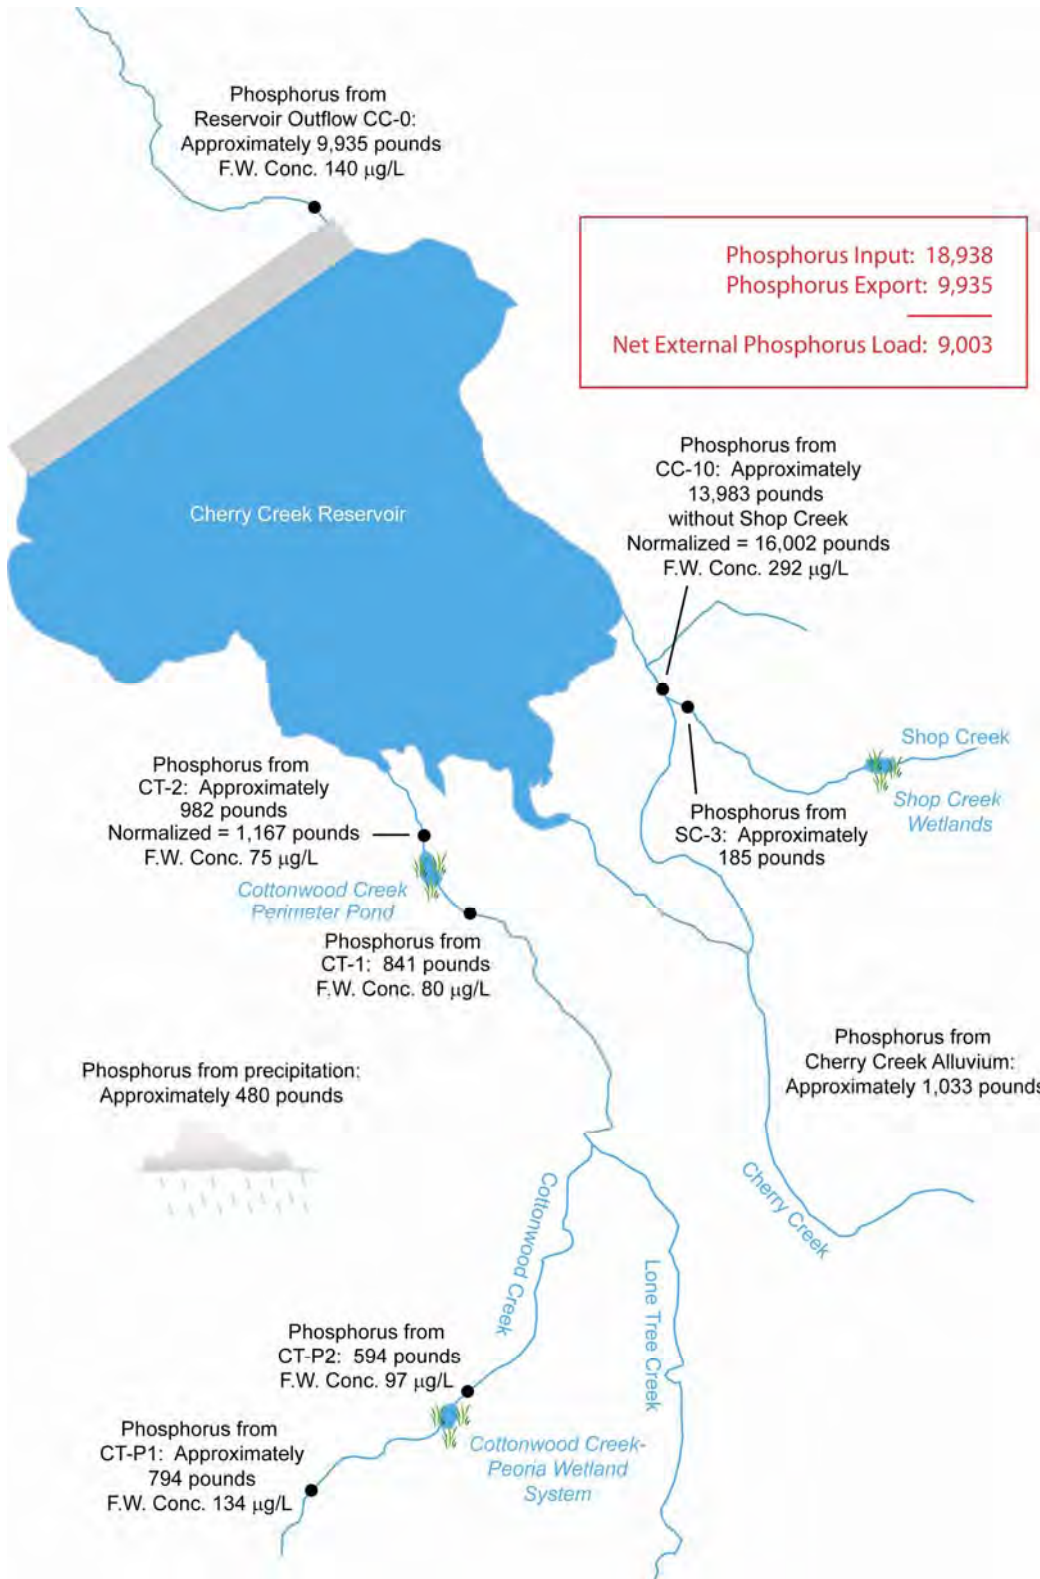 Phosphorus from
Reservoir Outflow CC-0:
Approximately 9,935 pounds
F.W. Conc. 140 µg/L
Phosphorus Input: 18,938
Phosphorus Export: 9,935
Net External Phosphorus Load: 9,003
Phosphorus from
CC-10: Approximately
13,983 pounds
without Shop Creek
Normalized = 16,002 pounds
F.W. Conc. 292 µg/L
Cherry Creek Reservoir
Shop Creek
Shop Creek
Wetlands
Phosphorus from
SC-3: Approximately
185 pounds
Phosphorus from
CT-2: Approximately
982 pounds
Normalized = 1,167 pounds
F.W. Conc. 75 µg/L
Cottonwood Creek
Perimeter Pond
Phosphorus from
CT-1: 841 pounds
F.W. Conc. 80 µg/L
Phosphorus from
Cherry Creek Alluvium:
Approximately 1,033 pounds
Phosphorus from precipitation:
Approximately 480 pounds
Cherry Creek
Cottonwood Creek
Lone Tree Creek
Phosphorus from
CT-P2: 594 pounds
F.W. Conc. 97 µg/L
Phosphorus from
CT-P1: Approximately
794 pounds
F.W. Conc. 134 µg/L
Cottonwood Creek-
Peoria Wetland
System